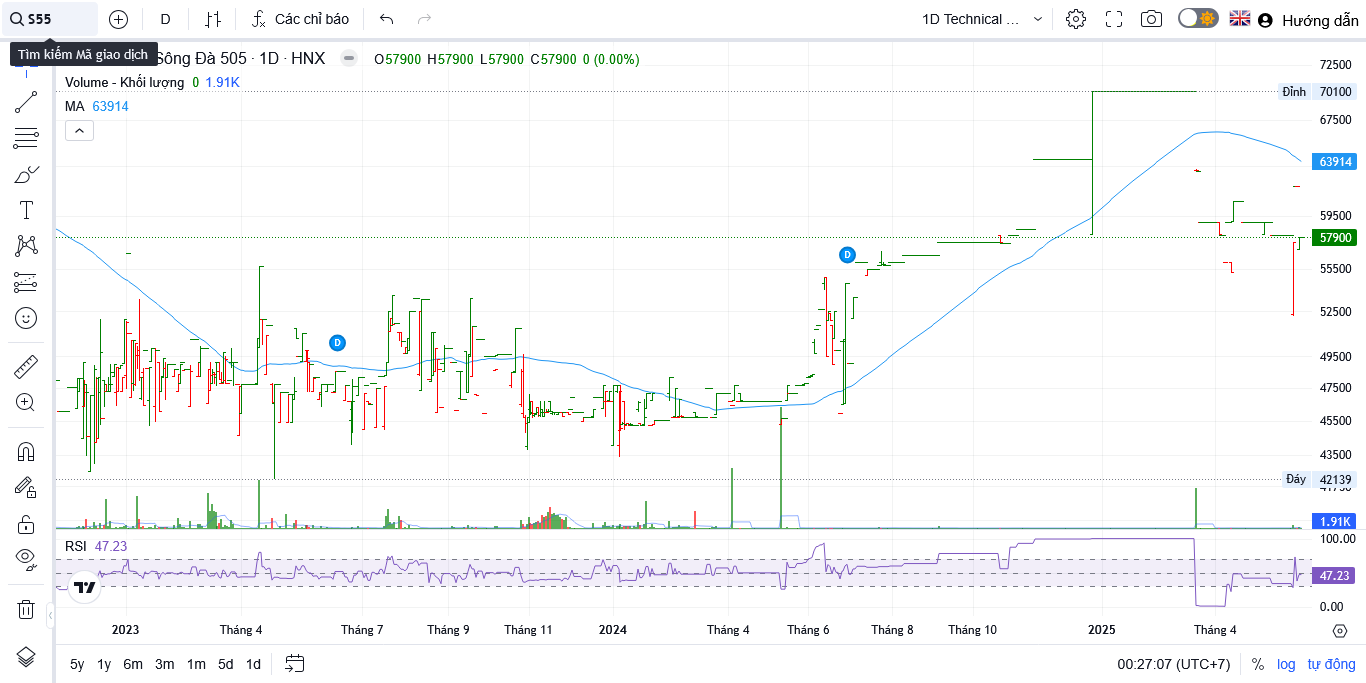 S55 D Các chỉ báo 1D Technical ... Hướng dẫn
Tìm kiếm Mã giao dịch
Sông Đà 505 · 1D · HNX O57900 H57900 L57900 C57900 0 (0.00%)
Volume - Khối lượng 0 1.91K
MA 63914
72500
Đỉnh 70100
67500
63914
59500
57900
55500
52500
49500
47500
45500
43500
Đáy 42139
41750
1.91K
D
D
RSI 47.23
100.00
47.23
0.00
2023 Tháng 4 Tháng 7 Tháng 9 Tháng 11 2024 Tháng 4 Tháng 6 Tháng 8 Tháng 10 2025 Tháng 4
5y 1y 6m 3m 1m 5d 1d 00:27:07 (UTC+7) % log tự động